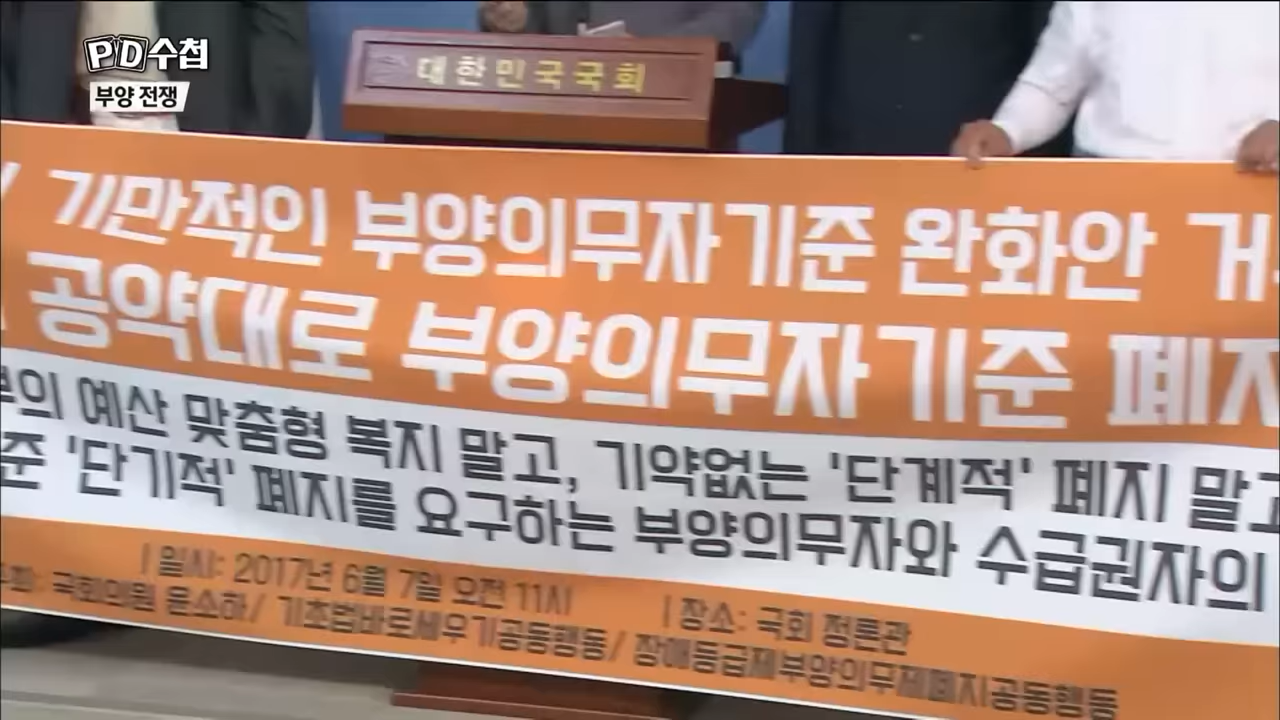 PD수첩
부양 전쟁
대한민국국회
기만적인 부양의무자기준 완화안
공약대로 부양의무자기준
예산 맞춤형 복지 말고, 기약없는 '단계적' 폐지 말고
'단기적' 폐지를 요구하는 부양의무자와 수급권자의
| 일시: 2017년 6월 7일 오전 11시 | 장소: 국회 정론관
국회의원 윤소하/ 기초법바로세우기공동행동/ 장애등급제부양의무제폐지공동행동